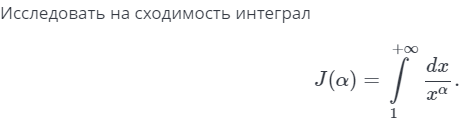 Исследовать на сходимость интеграл
J(α) = ∫₁^{+∞} dx/x^α .